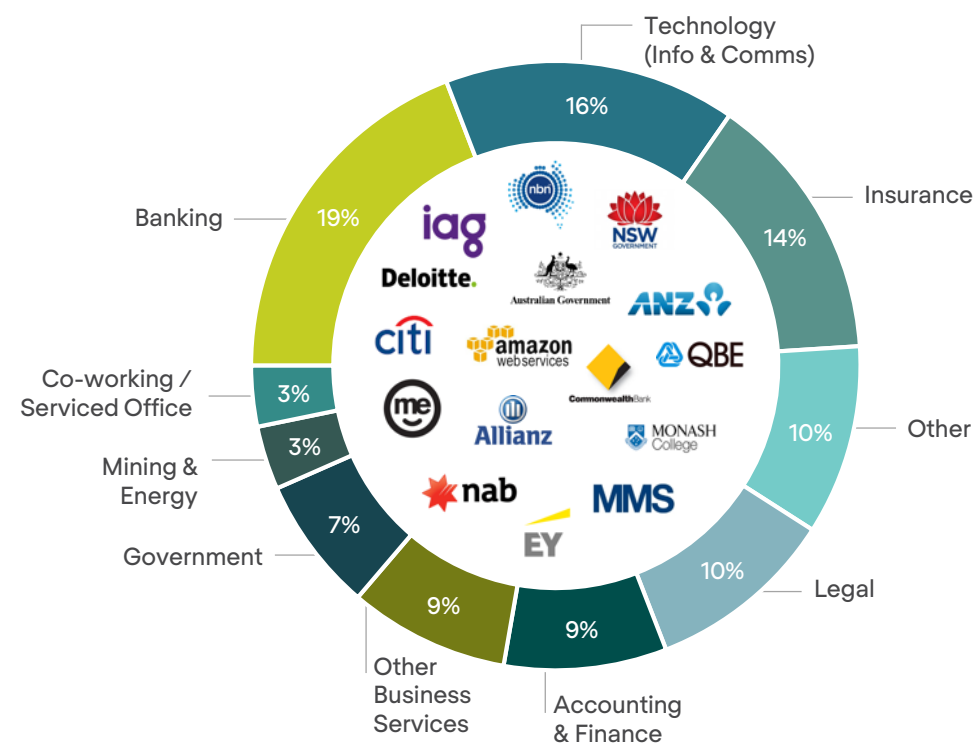 Technology
(Info & Comms)
16%
Insurance
14%
Banking
19%
nbn
iag
NSW
GOVERNMENT
Deloitte.
Australian Government
ANZ
citi
amazon
webservices
QBE
CommonwealthBank
me
Allianz
MONASH
College
nab
MMS
EY
Co-working /
Serviced Office
3%
Other
10%
Mining &
Energy
3%
Government
7%
Legal
10%
9%
Other
Business
Services
9%
Accounting
& Finance